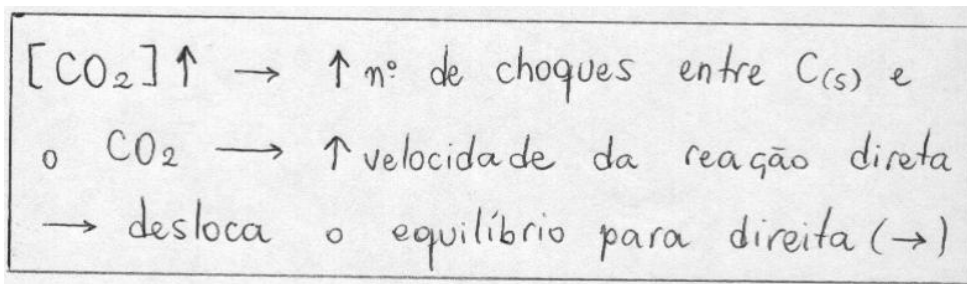 [CO₂]↑ → ↑ nº de choques entre C(s) e
o CO₂ → ↑ velocidade da reação direta
→ desloca o equilíbrio para direita (→)